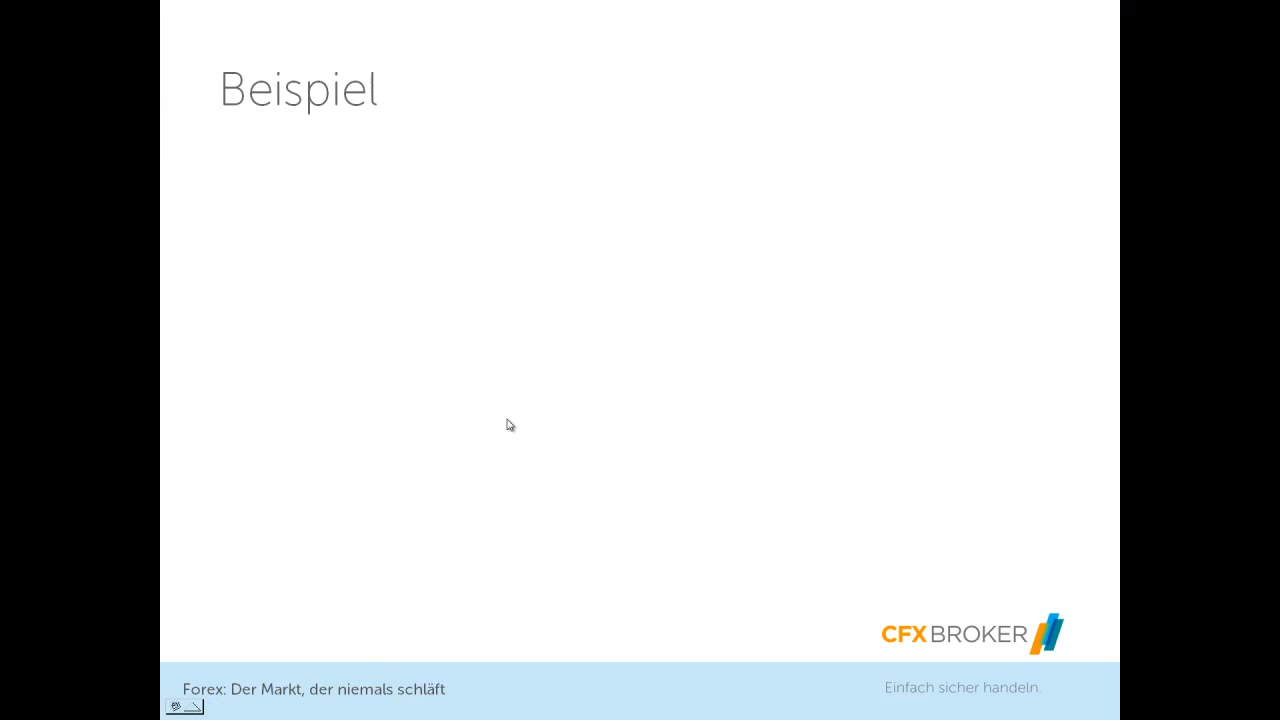 Beispiel
CFXBROKER
Forex: Der Markt, der niemals schläft
Einfach sicher handeln.